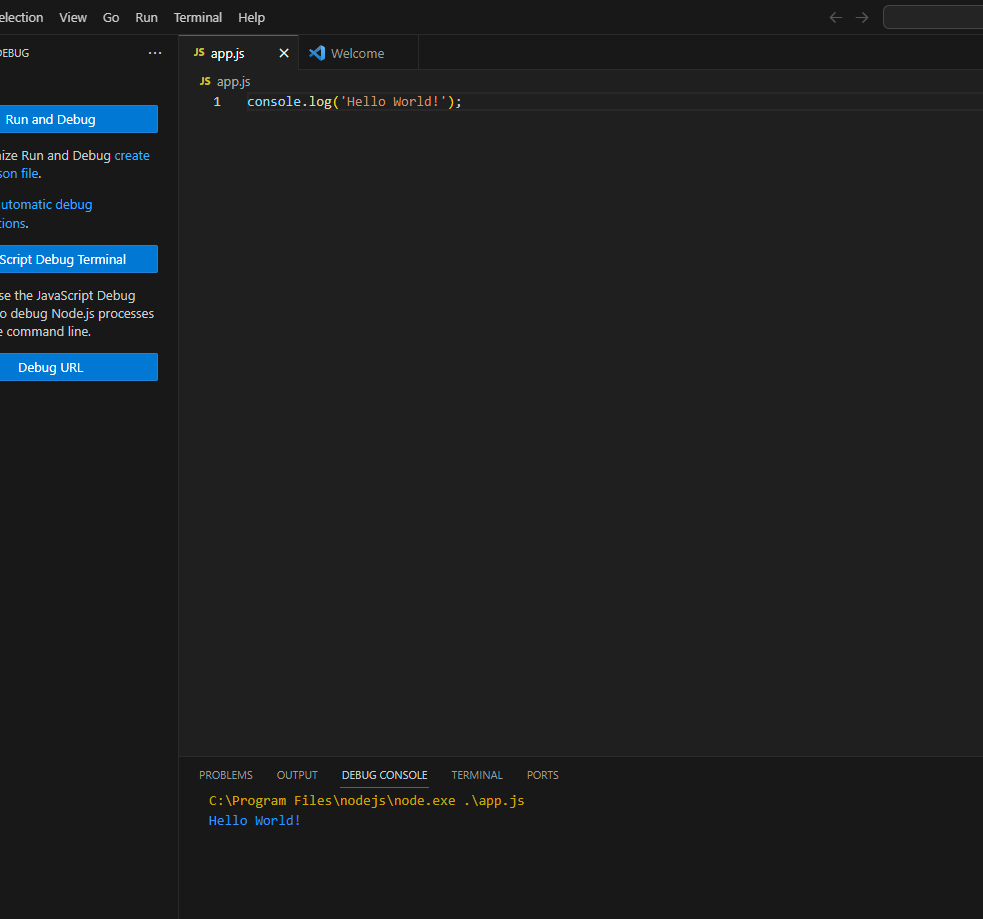 election View Go Run Terminal Help
DEBUG
···
JS app.js
Welcome
JS app.js
1 console.log('Hello World!');
Run and Debug
ize Run and Debug create
son file.
utomatic debug
tions.
Script Debug Terminal
se the JavaScript Debug
o debug Node.js processes
e command line.
Debug URL
PROBLEMS OUTPUT DEBUG CONSOLE TERMINAL PORTS
C:\Program Files\nodejs\node.exe .\app.js
Hello World!